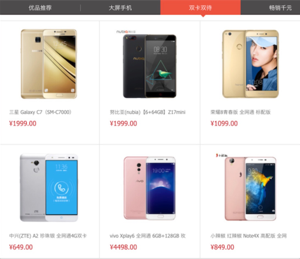 优品推荐
大屏手机
双卡双待
畅销千元
三星 Galaxy C7（SM-C7000）
¥1999.00
努比亚(nubia)【6+64GB】Z17mini
¥1999.00
荣耀8青春版 全网通 标配版
¥1099.00
中兴(ZTE) A2 珍幸版 全网通4G双卡
¥649.00
vivo Xplay6 全网通 6GB+128GB 玫
¥4498.00
小辣椒 红辣椒 Note4X 高配版 全网
¥849.00